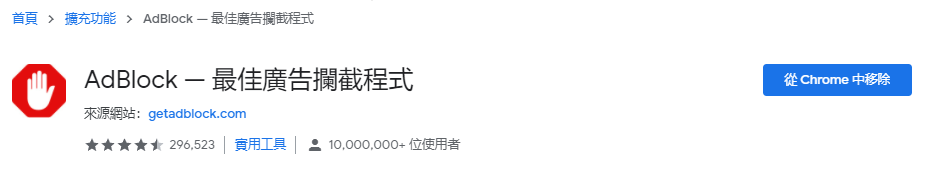 首頁 > 擴充功能 > AdBlock — 最佳廣告攔截程式
AdBlock — 最佳廣告攔截程式
從 Chrome 中移除
來源網站: getadblock.com
296,523 實用工具 10,000,000+ 位使用者